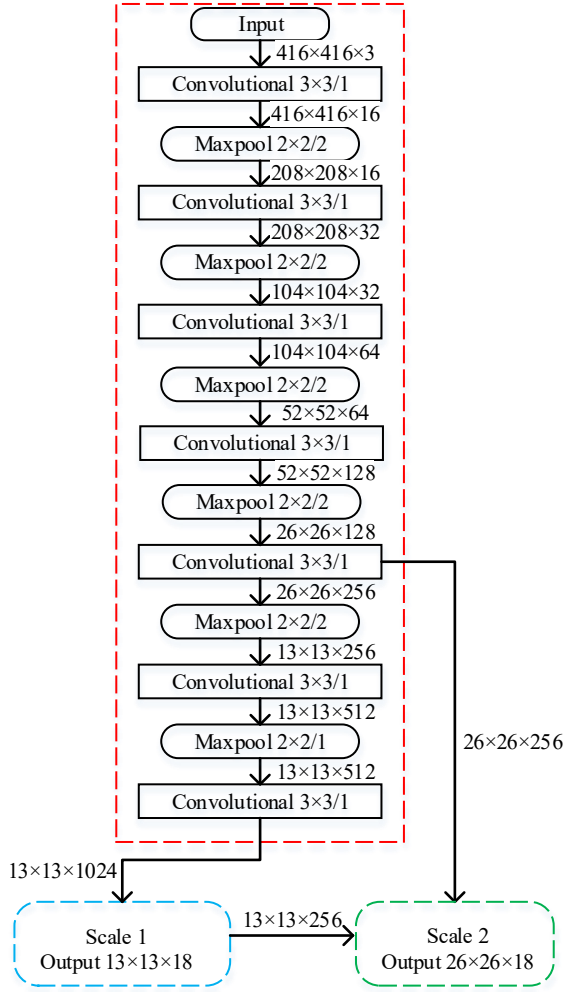 Input
416×416×3
Convolutional 3×3/1
416×416×16
Maxpool 2×2/2
208×208×16
Convolutional 3×3/1
208×208×32
Maxpool 2×2/2
104×104×32
Convolutional 3×3/1
104×104×64
Maxpool 2×2/2
52×52×64
Convolutional 3×3/1
52×52×128
Maxpool 2×2/2
26×26×128
Convolutional 3×3/1
26×26×256
Maxpool 2×2/2
13×13×256
Convolutional 3×3/1
13×13×512
Maxpool 2×2/1
26×26×256
13×13×512
Convolutional 3×3/1
13×13×1024
13×13×256
Scale 1
Output 13×13×18
Scale 2
Output 26×26×18